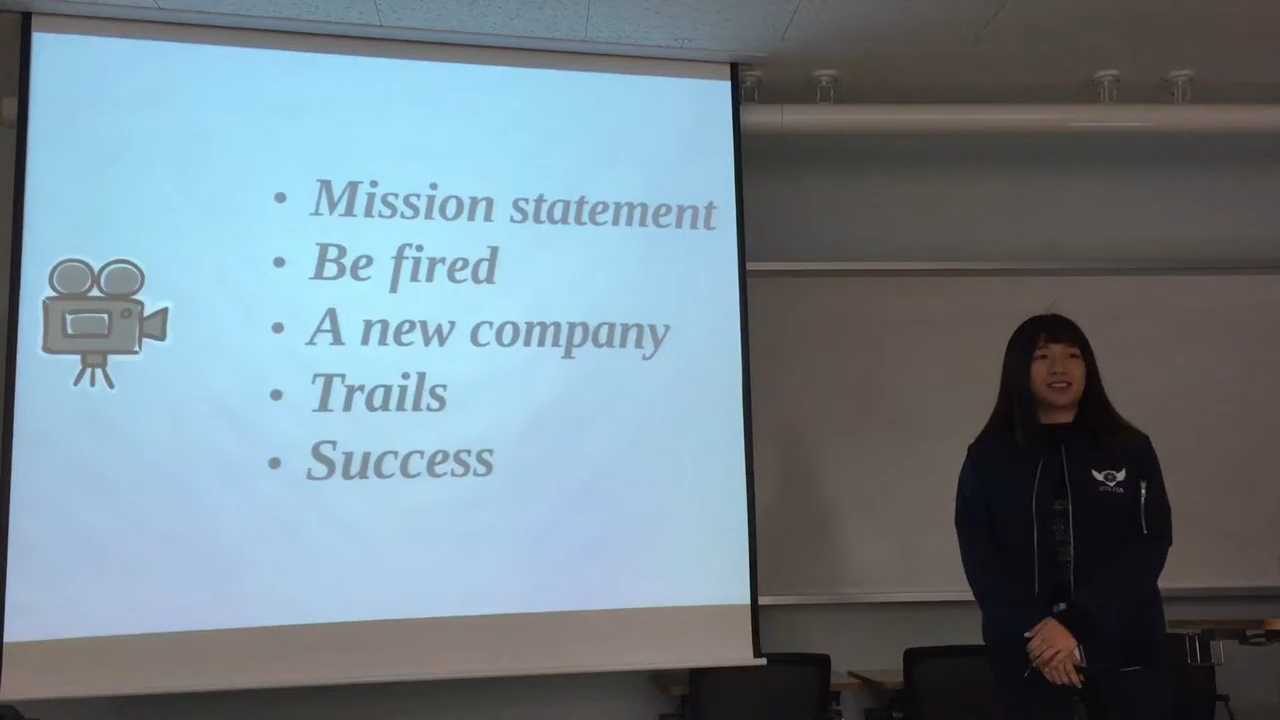 • Mission statement
• Be fired
• A new company
• Trails
• Success